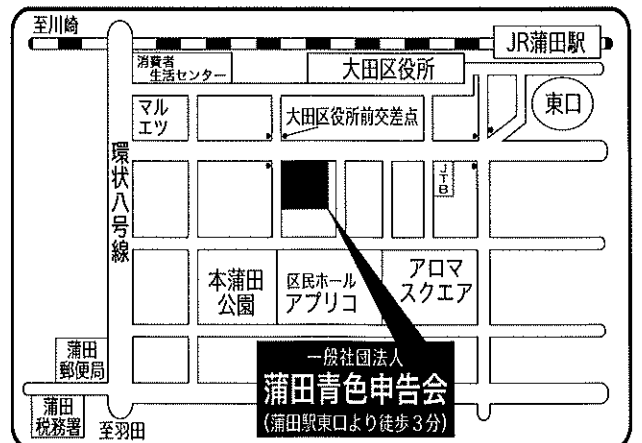 至川崎
JR蒲田駅
消費者
生活センター
大田区役所
マル
エツ
大田区役所前交差点
東口
環状八号線
JTB
本蒲田
公園
区民ホール
アプリコ
アロマ
スクエア
蒲田
郵便局
一般社団法人
蒲田青色申告会
(蒲田駅東口より徒歩3分)
蒲田
税務署
至羽田